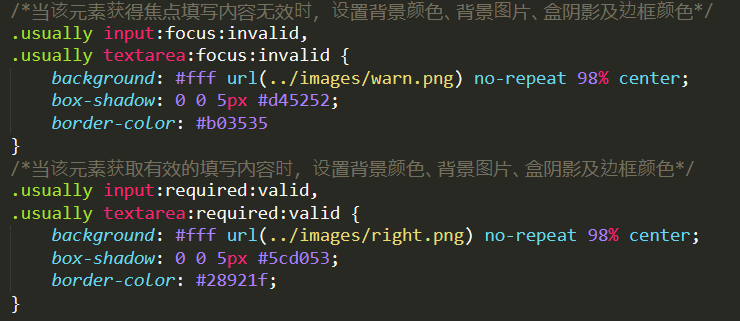 /*当该元素获得焦点填写内容无效时，设置背景颜色、背景图片、盒阴影及边框颜色*/
.usually input:focus:invalid,
.usually textarea:focus:invalid {
    background: #fff url(../images/warn.png) no-repeat 98% center;
    box-shadow: 0 0 5px #d45252;
    border-color: #b03535
}
/*当该元素获取有效的填写内容时，设置背景颜色、背景图片、盒阴影及边框颜色*/
.usually input:required:valid,
.usually textarea:required:valid {
    background: #fff url(../images/right.png) no-repeat 98% center;
    box-shadow: 0 0 5px #5cd053;
    border-color: #28921f;
}